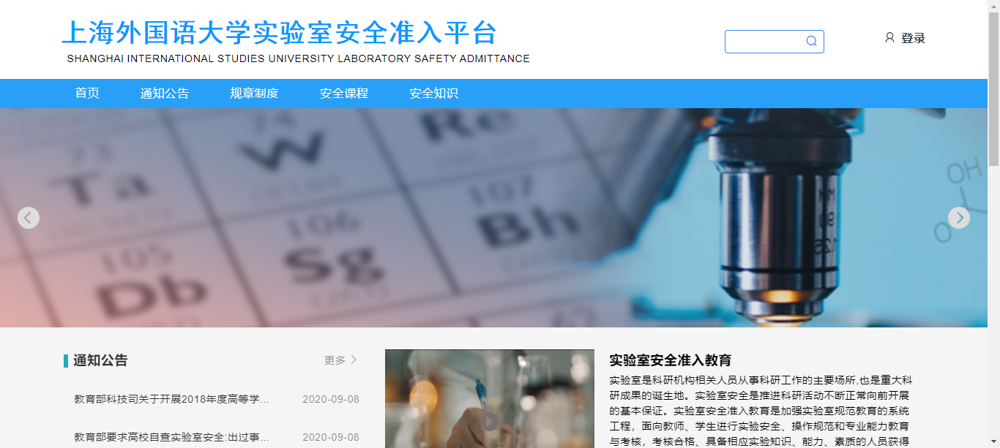 上海外国语大学实验室安全准入平台
SHANGHAI INTERNATIONAL STUDIES UNIVERSITY LABORATORY SAFETY ADMITTANCE
登录
首页 通知公告 规章制度 安全课程 安全知识
73
Ta
74
W
Re
106
Sg
(263)
107
Bh
105
Db
62
OH
O
通知公告
更多
教育部科技司关于开展2018年度高等学... 2020-09-08
教育部要求高校自查实验室安全:出过事... 2020-09-08
实验室安全准入教育
实验室是科研机构相关人员从事科研工作的主要场所,也是重大科
研成果的诞生地。实验室安全是推进科研活动不断正常向前开展
的基本保证。实验室安全准入教育是加强实验室规范教育的系统
工程，面向教师、学生进行实验安全、操作规范和专业能力教育
与考核，考核合格、具备相应实验知识、能力、素质的人员获得